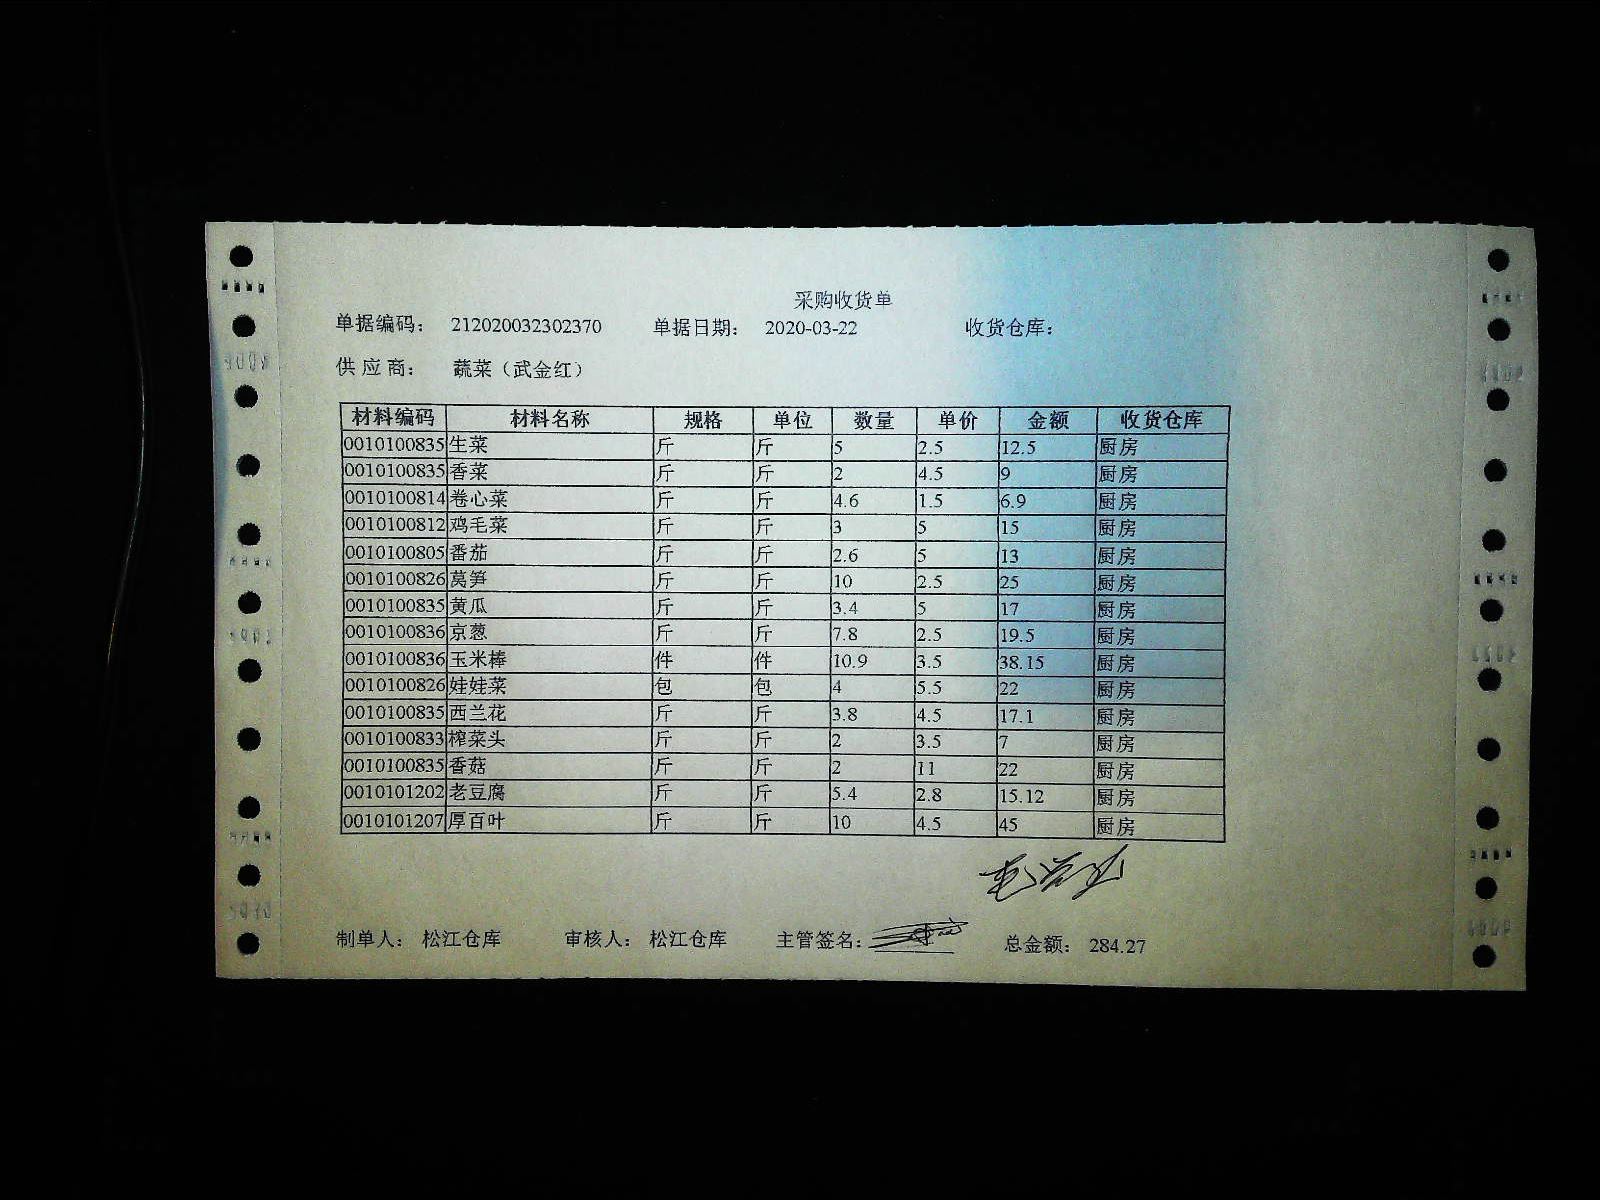 采购收货单
单据编码： 212020032302370 单据日期： 2020-03-22 收货仓库：
供应商： 蔬菜（武金红）
材料编码 材料名称 规格 单位 数量 单价 金额 收货仓库
0010100835 生菜 斤 斤 5 2.5 12.5 厨房
0010100835 香菜 斤 斤 2 4.5 9 厨房
0010100814 卷心菜 斤 斤 4.6 1.5 6.9 厨房
0010100812 鸡毛菜 斤 斤 3 5 15 厨房
0010100805 番茄 斤 斤 2.6 5 13 厨房
0010100826 莴笋 斤 斤 10 2.5 25 厨房
0010100835 黄瓜 斤 斤 3.4 5 17 厨房
0010100836 京葱 斤 斤 7.8 2.5 19.5 厨房
0010100836 玉米棒 件 件 10.9 3.5 38.15 厨房
0010100826 娃娃菜 包 包 4 5.5 22 厨房
0010100835 西兰花 斤 斤 3.8 4.5 17.1 厨房
0010100833 榨菜头 斤 斤 2 3.5 7 厨房
0010100835 香菇 斤 斤 2 11 22 厨房
0010101202 老豆腐 斤 斤 5.4 2.8 15.12 厨房
0010101207 厚百叶 斤 斤 10 4.5 45 厨房
制单人： 松江仓库 审核人： 松江仓库 主管签名： 总金额： 284.27